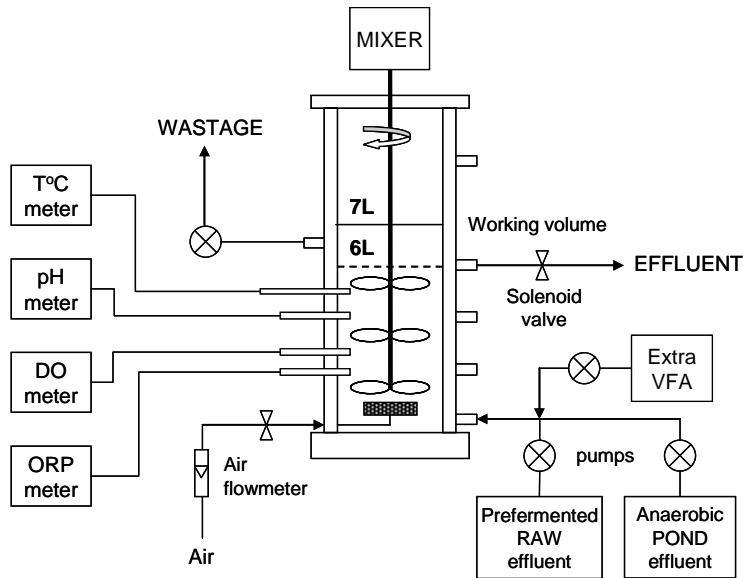 MIXER
WASTAGE
T°C
meter
7L
Working volume
6L
EFFLUENT
pH
meter
Solenoid
valve
DO
meter
Extra
VFA
ORP
meter
Air
flowmeter
pumps
Prefermented
RAW
effluent
Anaerobic
POND
effluent
Air